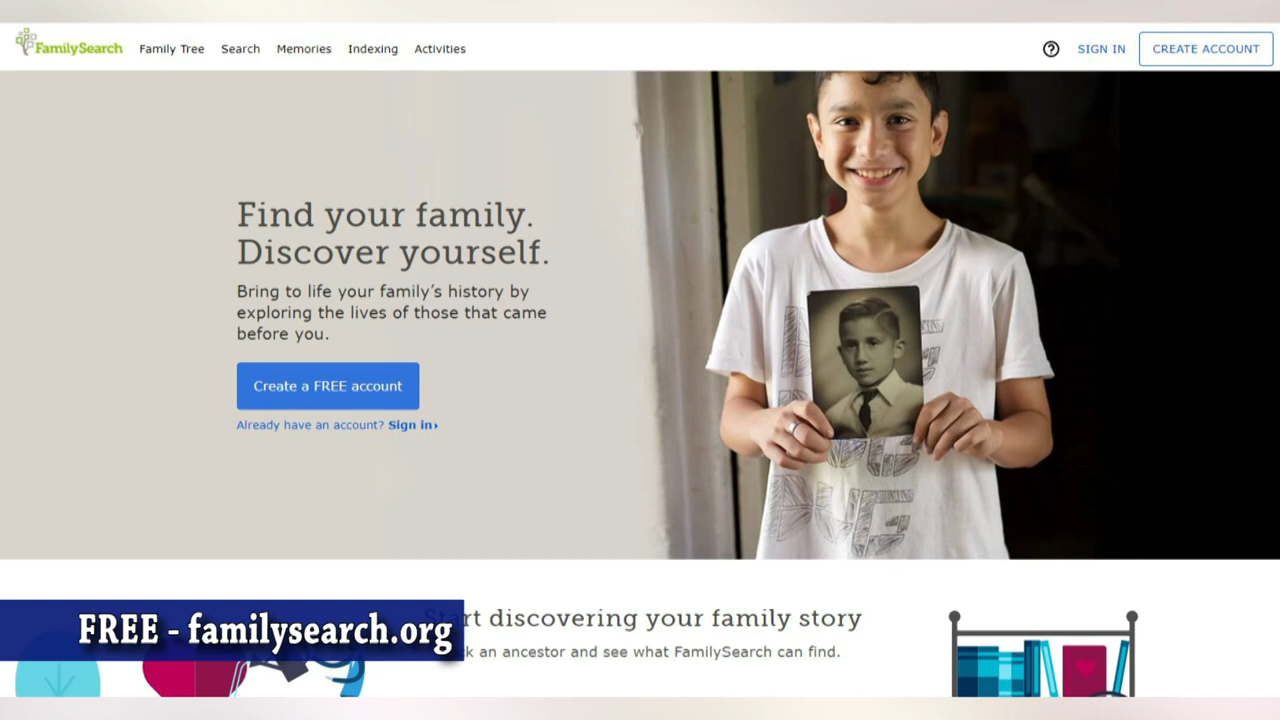 FamilySearch
Family Tree
Search
Memories
Indexing
Activities
SIGN IN
CREATE ACCOUNT
Find your family.
Discover yourself.
Bring to life your family's history by
exploring the lives of those that came
before you.
Create a FREE account
Already have an account? Sign in
discovering your family story
an ancestor and see what FamilySearch can find.
FREE - familysearch.org